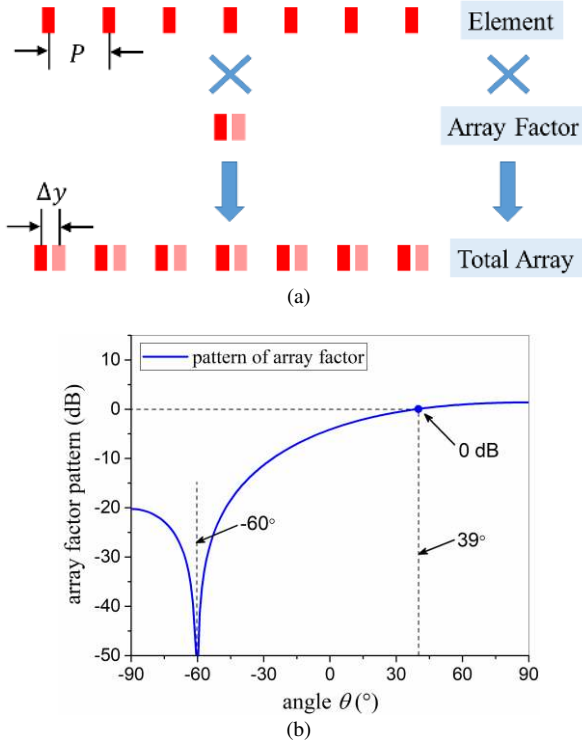 Element
P
Array Factor
Δy
Total Array
(a)
15
10
0
-10
-20
-30
-40
-50
-90
-60
-30
0
30
60
90
pattern of array factor
0 dB
-60°
39°
array factor pattern (dB)
angle θ (°)
(b)